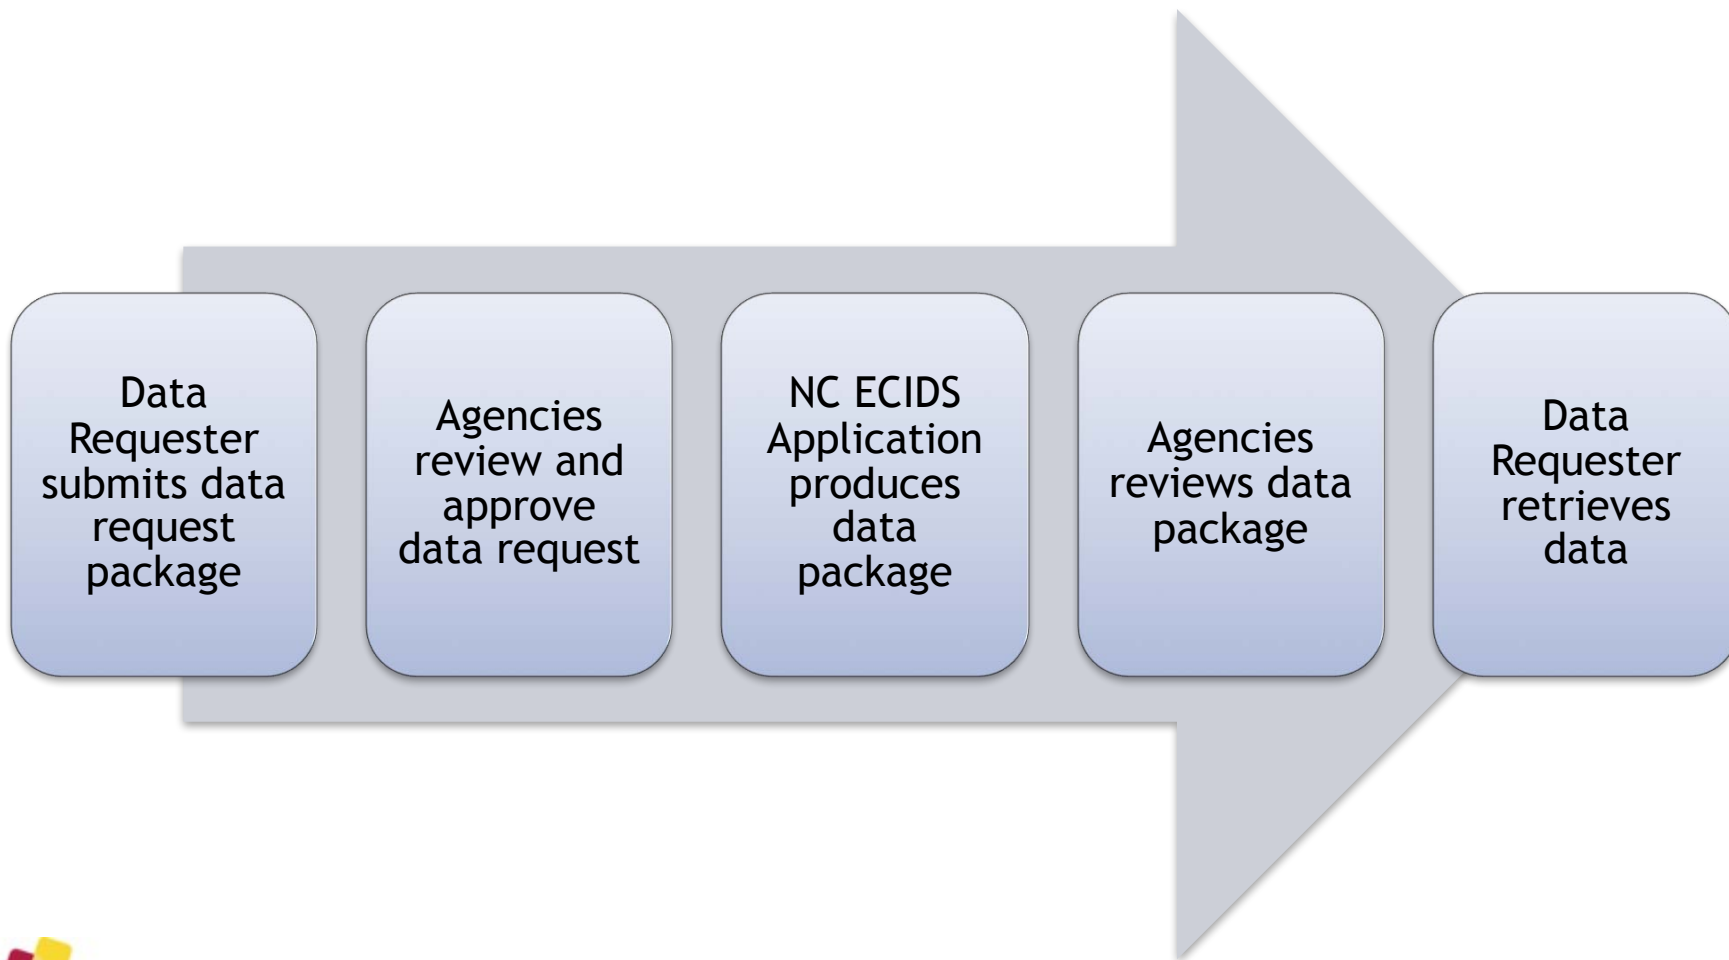 Data
Requester
submits data
request
package
Agencies
review and
approve
data request
NC ECIDS
Application
produces
data
package
Agencies
reviews data
package
Data
Requester
retrieves
data